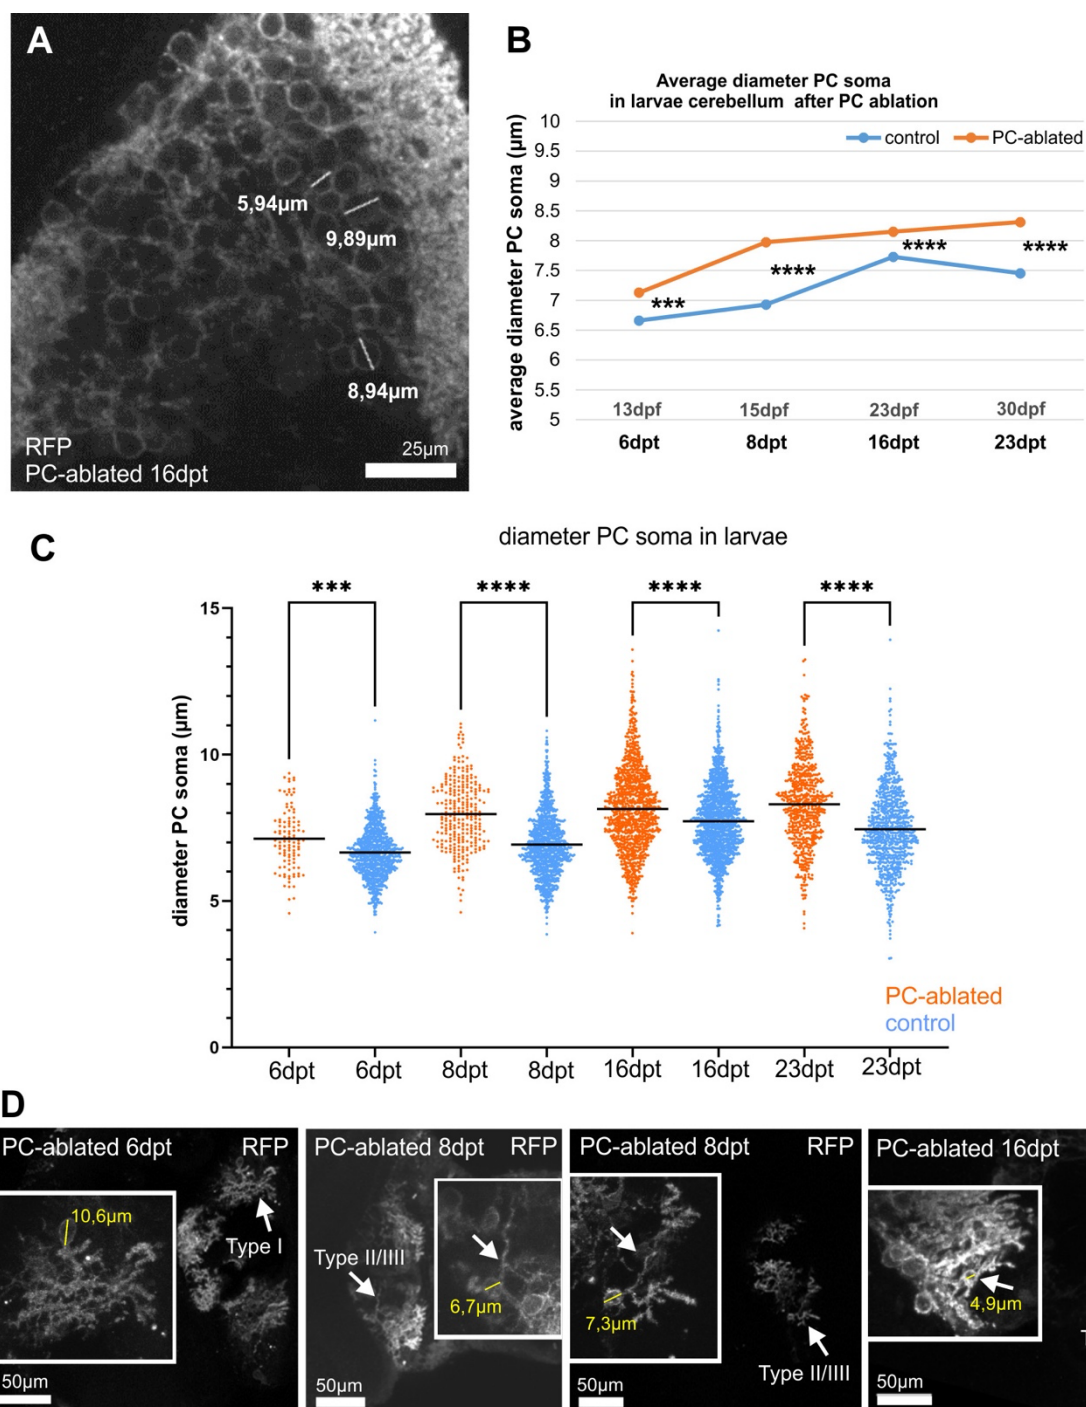 A
5,94µm
9,89µm
8,94µm
RFP
PC-ablated 16dpt
25µm
B
Average diameter PC soma
in larvae cerebellum after PC ablation
average diameter PC soma (µm)
10
9.5
9
8.5
8
7.5
7
6.5
6
5.5
5
control
PC-ablated
***
****
****
****
13dpf
15dpf
23dpf
30dpf
6dpt
8dpt
16dpt
23dpt
C
diameter PC soma in larvae
***
****
****
****
diameter PC soma (µm)
15
10
5
0
PC-ablated
control
6dpt
6dpt
8dpt
8dpt
16dpt
16dpt
23dpt
23dpt
D
PC-ablated 6dpt
RFP
10,6µm
Type I
50µm
PC-ablated 8dpt
RFP
Type II/IIII
6,7µm
50µm
PC-ablated 8dpt
RFP
7,3µm
Type II/IIII
50µm
PC-ablated 16dpt
4,9µm
50µm